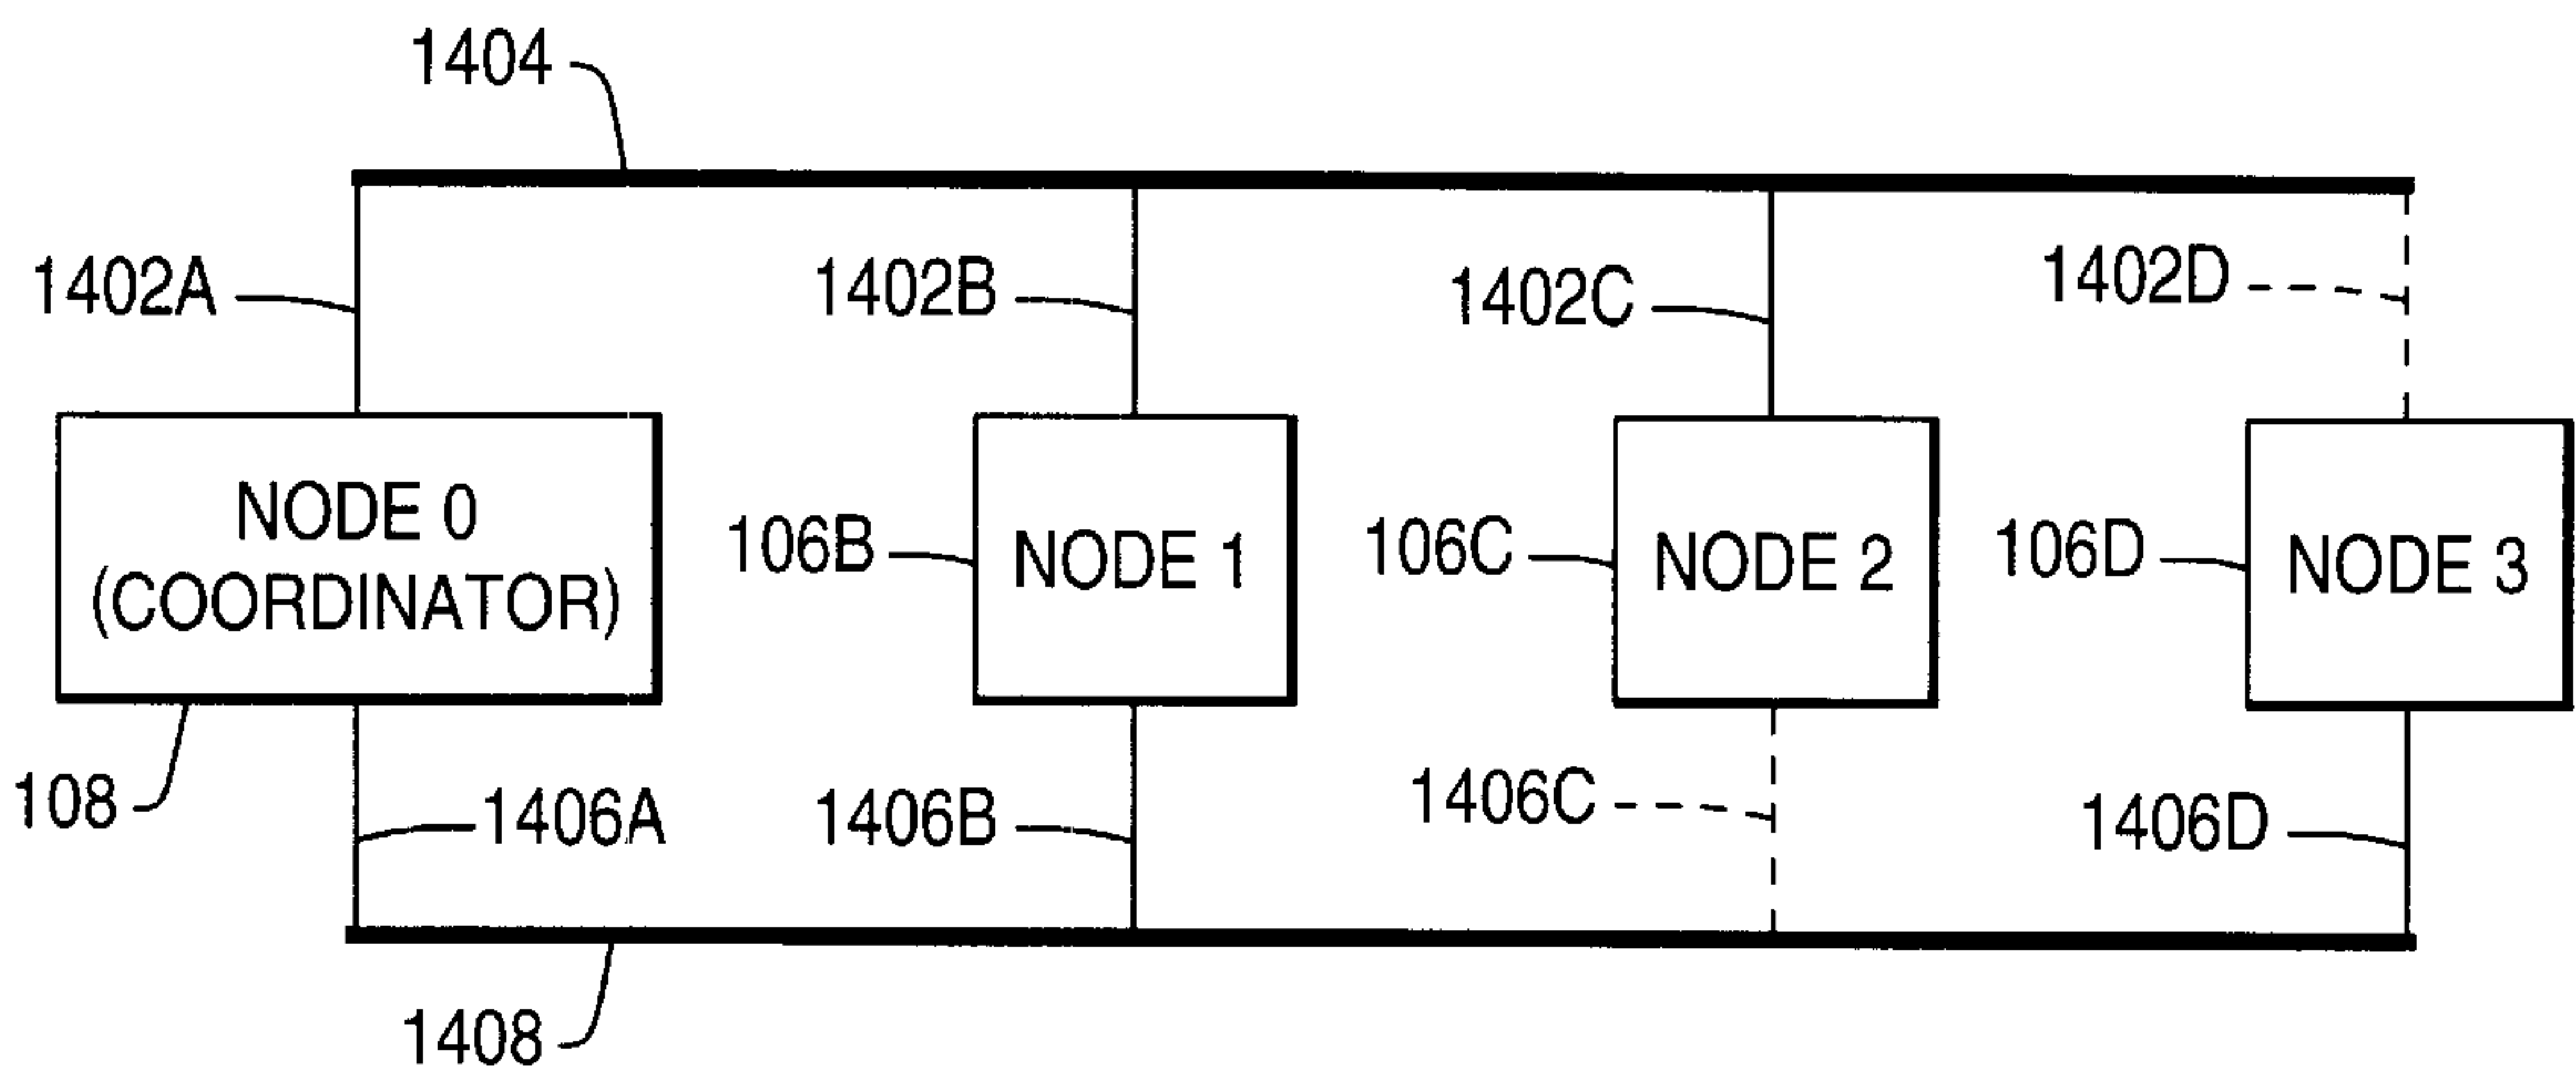 1404
1402A
1402B
1402C
1402D
NODE 0
(COORDINATOR)
106B
NODE 1
106C
NODE 2
106D
NODE 3
108
1406A
1406B
1406C
1406D
1408